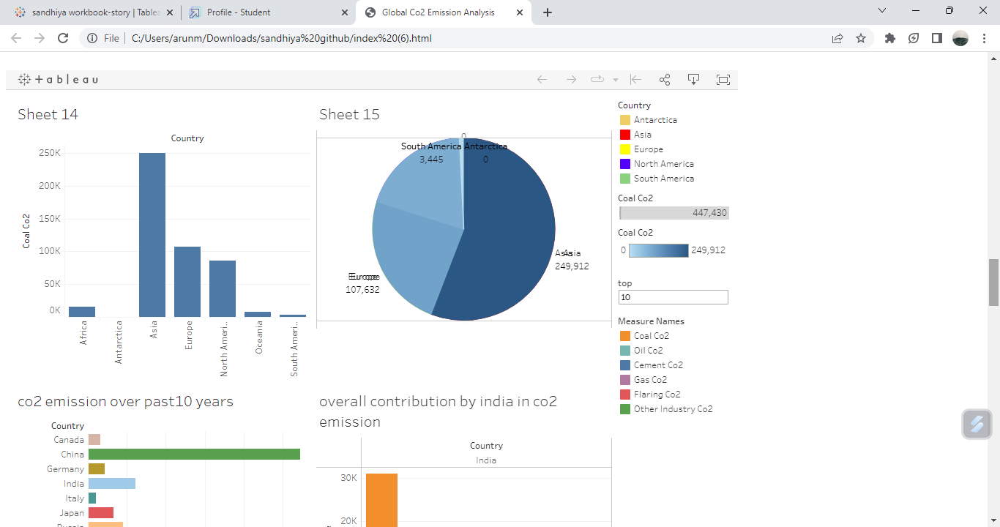 sandhiya workbook-story | Tablea
Profile - Student
Global Co2 Emission Analysis
File
C:/Users/arunm/Downloads/sandhiya%20github/index%20(6).html
+ableau
Sheet 14
Country
250K
200K
150K
100K
50K
0K
Coal Co2
Africa
Antarctica
Asia
Europe
North Ameri..
Oceania
South Ameri..
Sheet 15
0
South America
3,445
Antarctica
0
Asia
Asia
249,912
Europe
Europe
107,632
Country
Antarctica
Asia
Europe
North America
South America
Coal Co2
447,430
Coal Co2
0
249,912
top
10
Measure Names
Coal Co2
Oil Co2
Cement Co2
Gas Co2
Flaring Co2
Other Industry Co2
co2 emission over past10 years
Country
Canada
China
Germany
India
Italy
Japan
Russia
overall contribution by india in co2
emission
Country
India
30K
20K